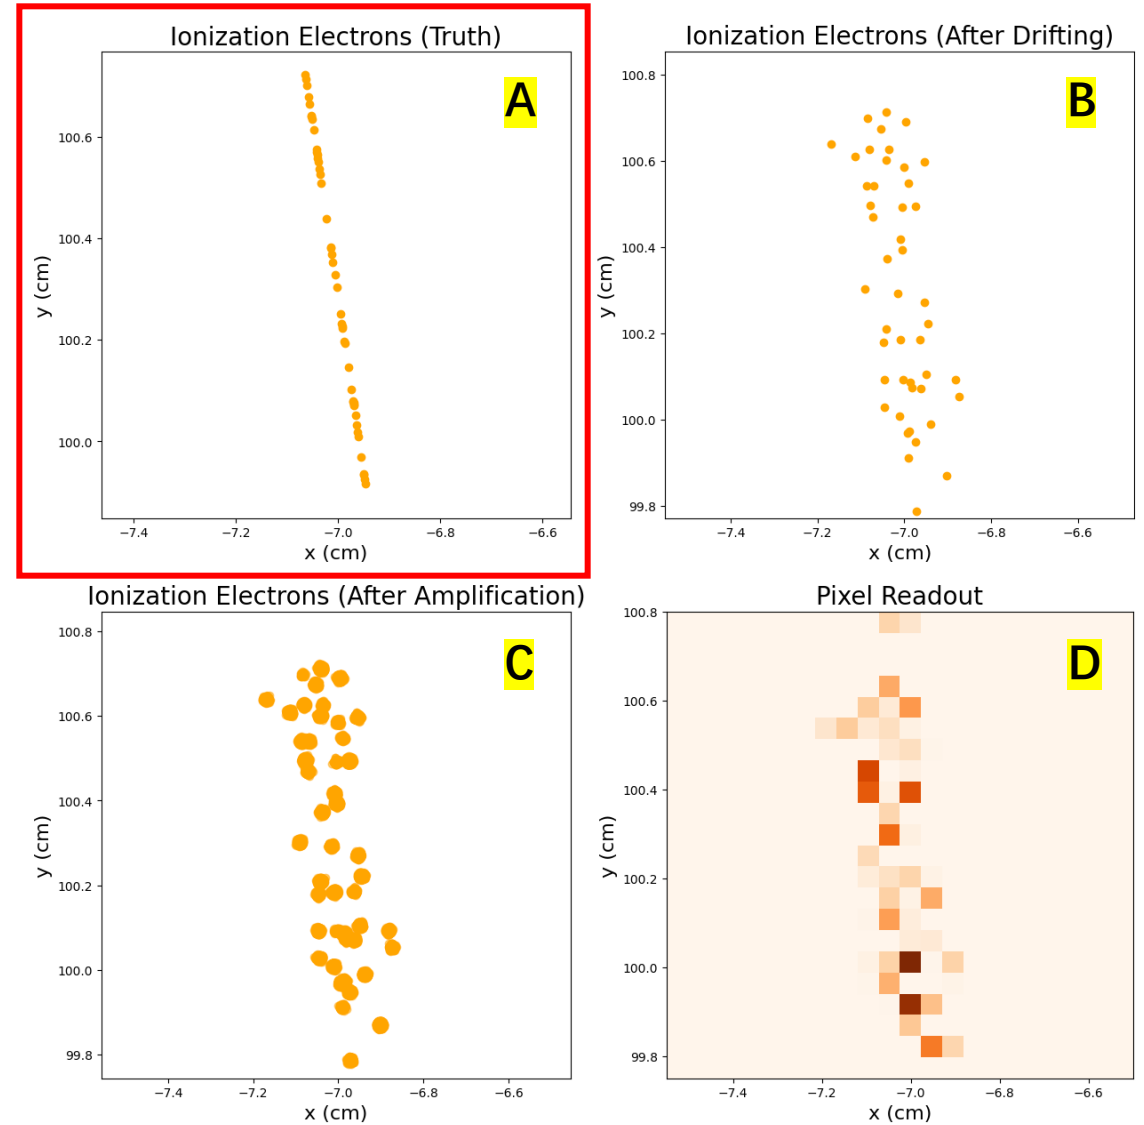 Ionization Electrons (Truth)
A
100.6
100.4
100.2
100.0
y (cm)
−7.4 −7.2 −7.0 −6.8 −6.6
x (cm)
Ionization Electrons (After Drifting)
B
100.8
100.6
100.4
100.2
100.0
99.8
y (cm)
−7.4 −7.2 −7.0 −6.8 −6.6
x (cm)
Ionization Electrons (After Amplification)
C
100.8
100.6
100.4
100.2
100.0
99.8
y (cm)
−7.4 −7.2 −7.0 −6.8 −6.6
x (cm)
Pixel Readout
D
100.8
100.6
100.4
100.2
100.0
99.8
y (cm)
−7.4 −7.2 −7.0 −6.8 −6.6
x (cm)